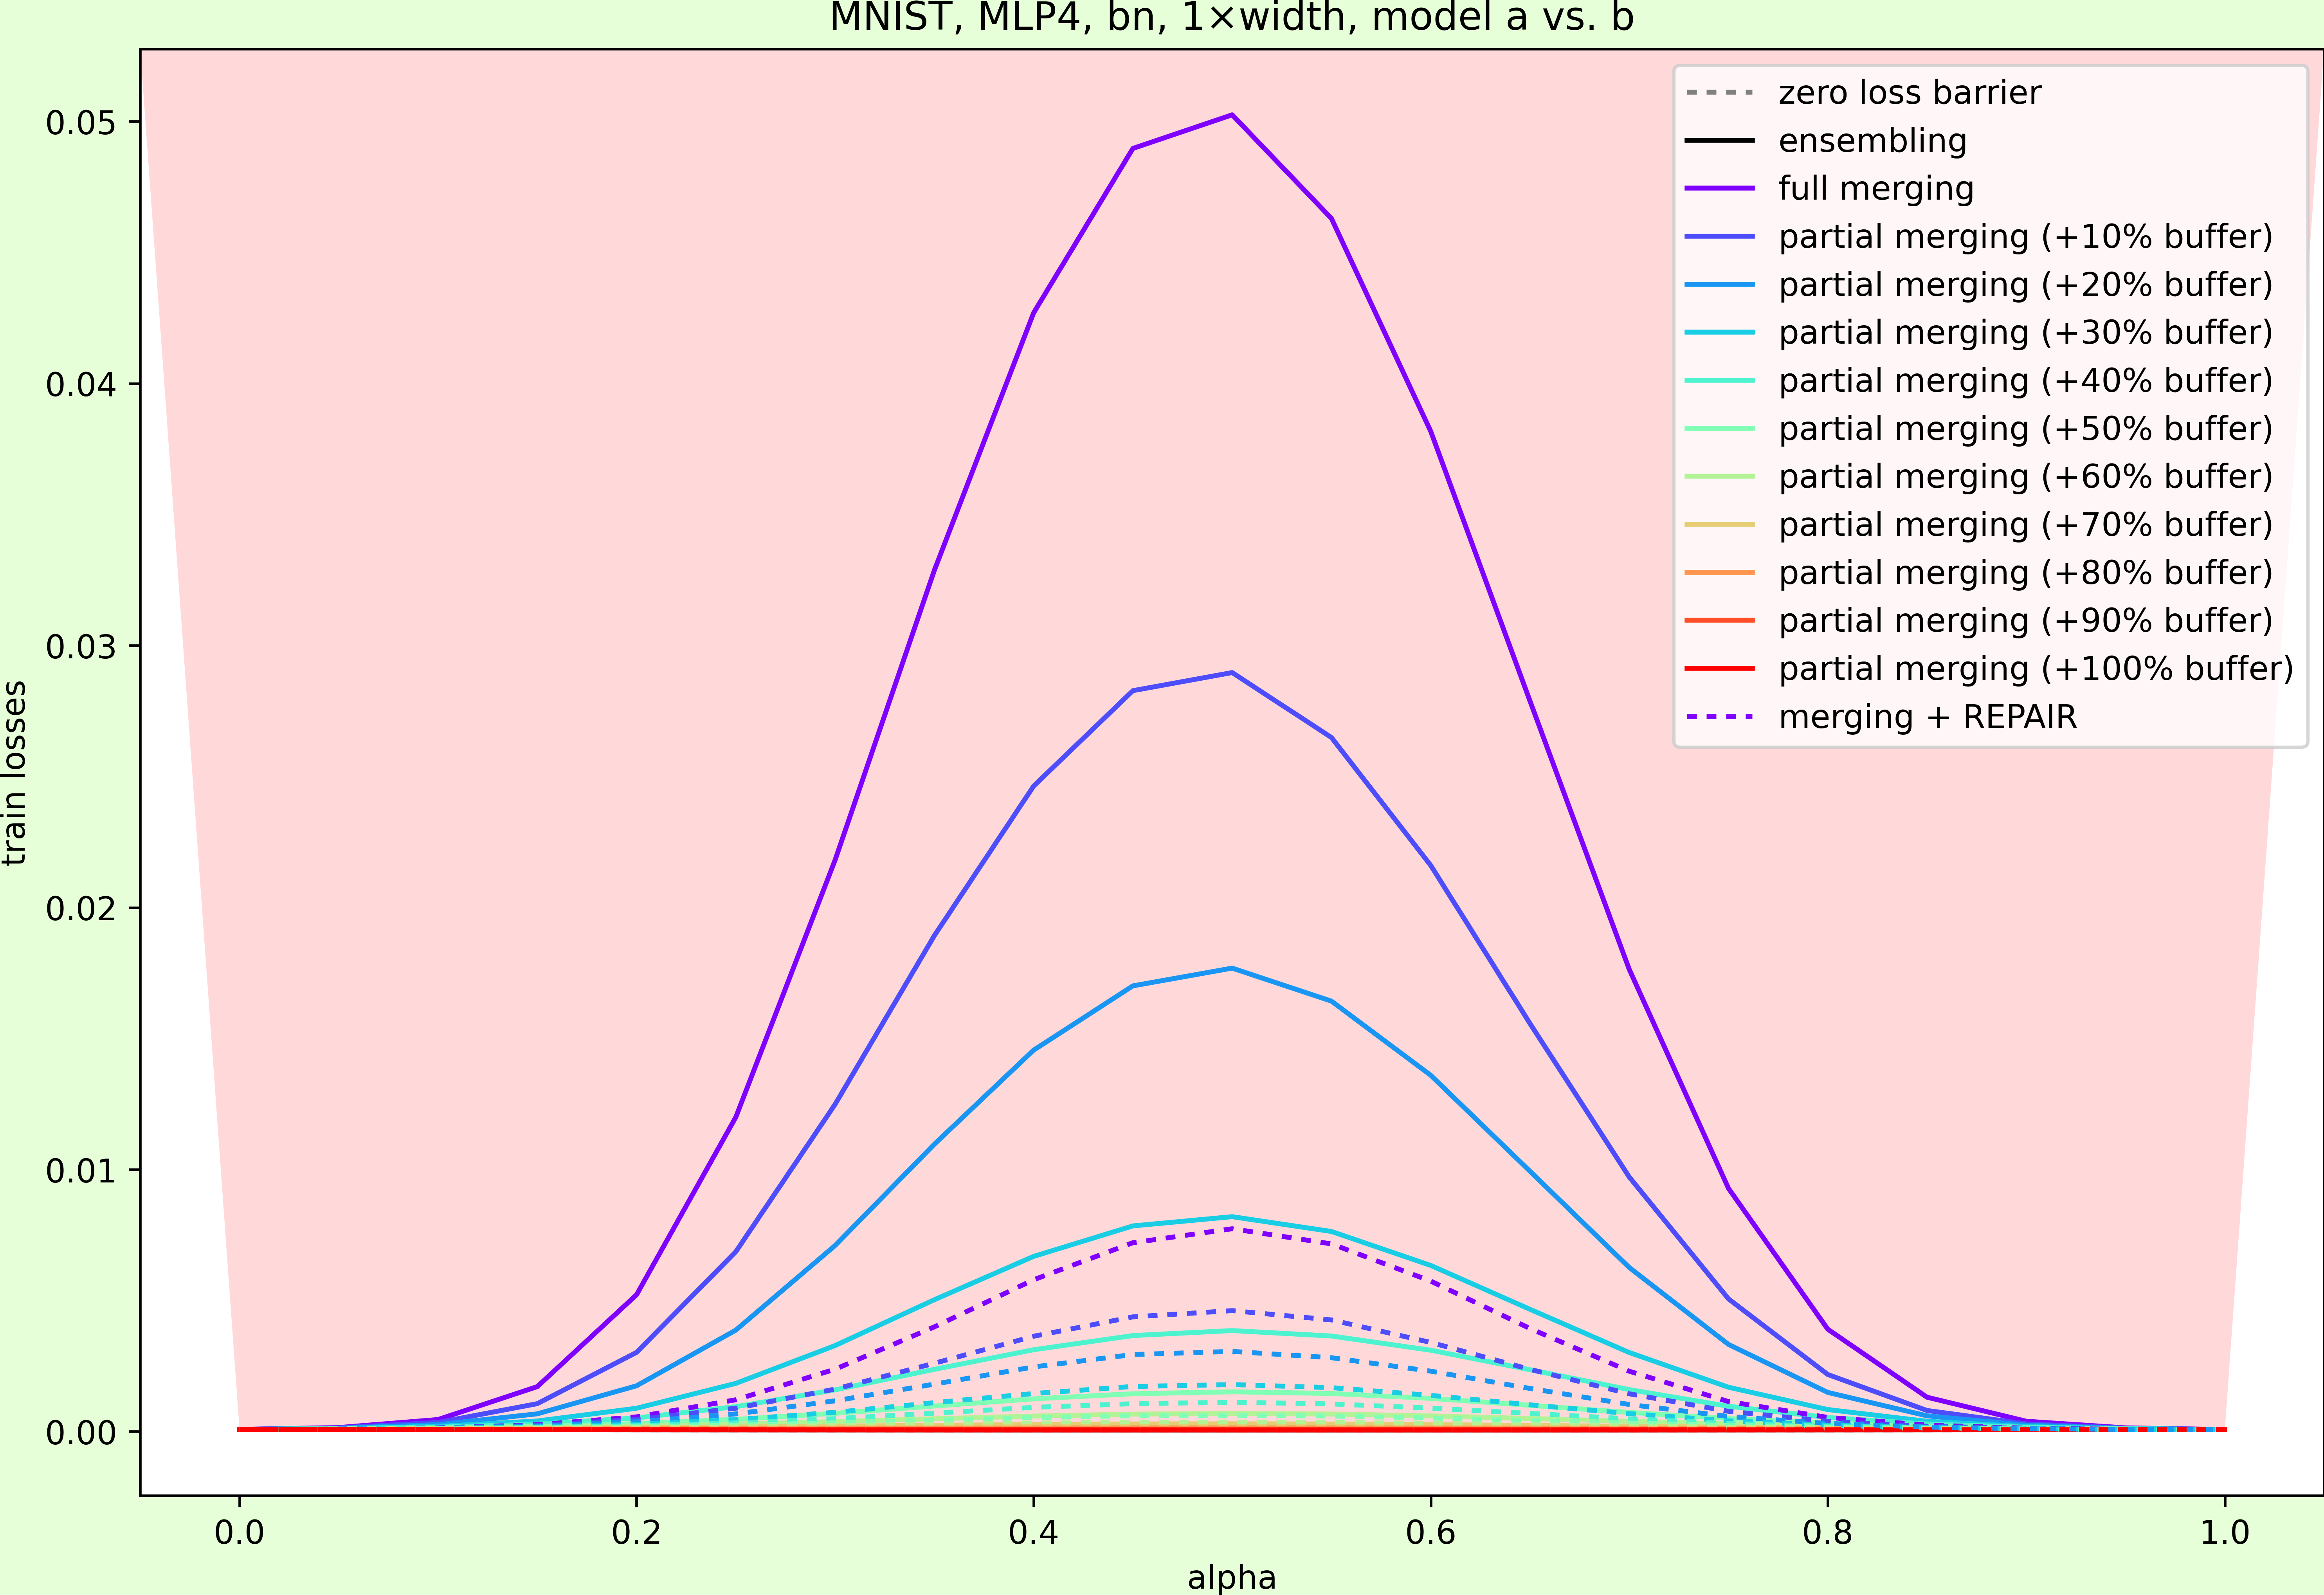 MNIST, MLP4, bn, 1×width, model a vs. b
zero loss barrier
ensembling
full merging
partial merging (+10% buffer)
partial merging (+20% buffer)
partial merging (+30% buffer)
partial merging (+40% buffer)
partial merging (+50% buffer)
partial merging (+60% buffer)
partial merging (+70% buffer)
partial merging (+80% buffer)
partial merging (+90% buffer)
partial merging (+100% buffer)
merging + REPAIR
train losses
0.05
0.04
0.03
0.02
0.01
0.00
0.0 0.2 0.4 0.6 0.8 1.0
alpha